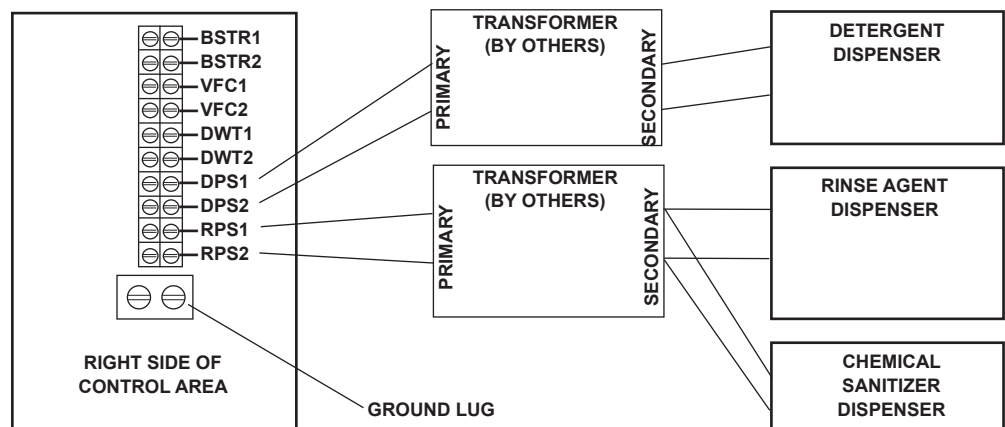 BSTR1
BSTR2
VFC1
VFC2
DWT1
DWT2
DPS1
DPS2
RPS1
RPS2
RIGHT SIDE OF
CONTROL AREA
GROUND LUG
TRANSFORMER
(BY OTHERS)
PRIMARY
SECONDARY
TRANSFORMER
(BY OTHERS)
PRIMARY
SECONDARY
DETERGENT
DISPENSER
RINSE AGENT
DISPENSER
CHEMICAL
SANITIZER
DISPENSER